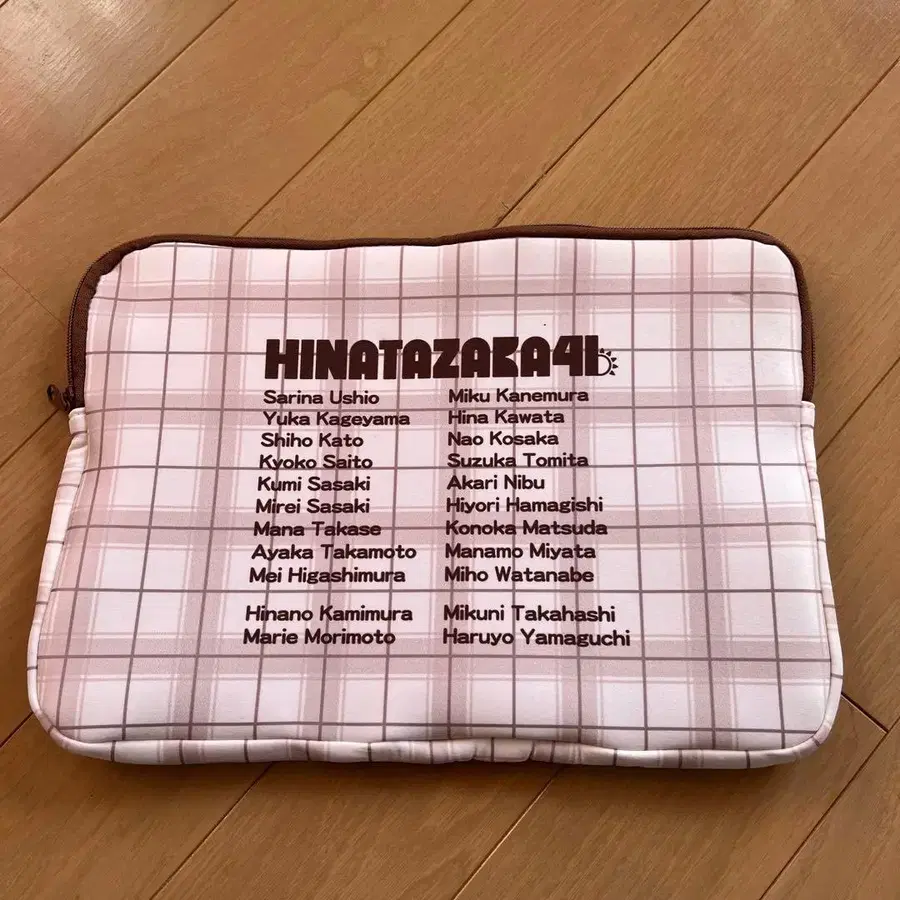 HINATAZAKA46
Sarina Ushio
Yuka Kageyama
Shiho Kato
Kyoko Saito
Kumi Sasaki
Mirei Sasaki
Mana Takase
Ayaka Takamoto
Mei Higashimura
Miku Kanemura
Hina Kawata
Nao Kosaka
Suzuka Tomita
Akari Nibu
Hiyori Hamagishi
Konoka Matsuda
Manamo Miyata
Miho Watanabe
Hinano Kamimura
Marie Morimoto
Mikuni Takahashi
Haruyo Yamaguchi